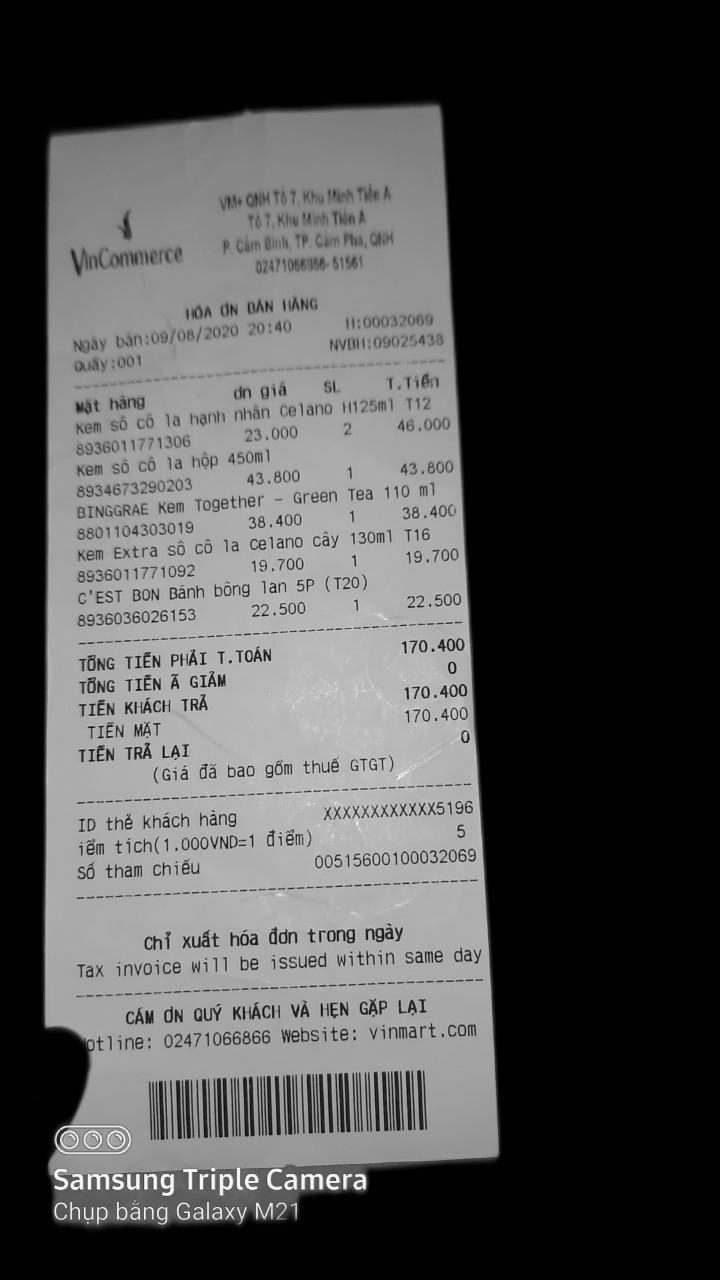 VinCommerce
VM+ QNH Tổ 7, Khu Minh Tiến A
Tổ 7, Khu Minh Tiến A
P. Cẩm Bình, TP. Cẩm Phả, QNH
02471066866- 51561
HÓA ƠN BÁN HÀNG
Ngày bán:09/08/2020 20:40 H:00032069
Quầy:001 NVBH:09025438
Mặt hàng ơn giá SL T.Tiền
Kem sô cô la hạnh nhân Celano H125ml T12
8936011771306 23.000 2 46.000
Kem sô cô la hộp 450ml
8934673290203 43.800 1 43.800
BINGGRAE Kem Together - Green Tea 110 ml
8801104303019 38.400 1 38.400
Kem Extra sô cô la Celano cây 130ml T16
8936011771092 19.700 1 19.700
C'EST BON Bánh bông lan 5P (T20)
8936036026153 22.500 1 22.500
TỔNG TIỀN PHẢI T.TOÁN 170.400
TỔNG TIỀN Ã GIẢM 0
TIỀN KHÁCH TRẢ 170.400
TIỀN MẶT 170.400
TIỀN TRẢ LẠI 0
(Giá đã bao gồm thuế GTGT)
ID thẻ khách hàng XXXXXXXXXXXX5196
iểm tích(1.000VND=1 điểm) 5
Số tham chiếu 00515600100032069
Chỉ xuất hóa đơn trong ngày
Tax invoice will be issued within same day
CÁM ƠN QUÝ KHÁCH VÀ HẸN GẶP LẠI
otline: 02471066866 Website: vinmart.com
Samsung Triple Camera
Chụp bằng Galaxy M21